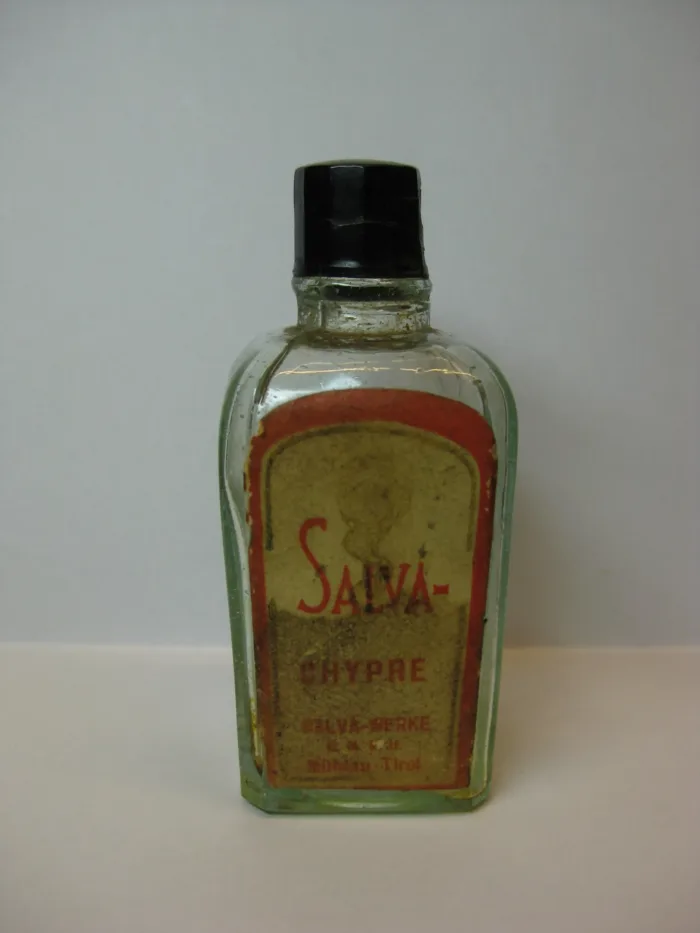 SALVA-
CHYPRE
SALVA-WERKE
Tirol